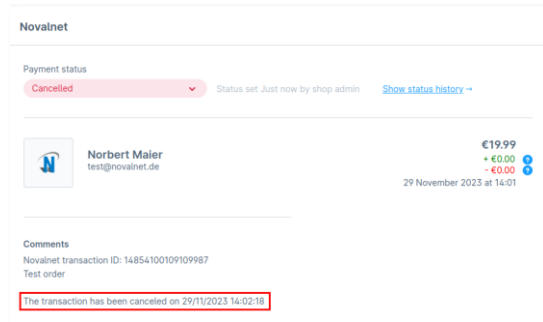 Novalnet
Payment status
Cancelled
Status set Just now by shop admin
Show status history →
Norbert Maier
test@novalnet.de
€19.99
+ €0.00 ?
- €0.00 ?
29 November 2023 at 14:01
Comments
Novalnet transaction ID: 14854100109109987
Test order
The transaction has been canceled on 29/11/2023 14:02:18